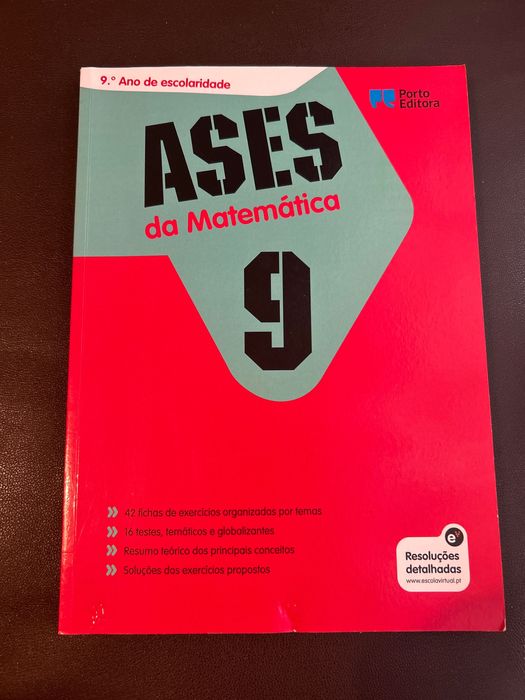 9.º Ano de escolaridade
Porto
Editora
ASES
da Matemática
9
42 fichas de exercícios organizados por temas
16 testes, temáticos e globalizantes
Resumo teórico dos principais conceitos
Soluções dos exercícios propostos
Resoluções
detalhadas
www.escolavirtual.pt